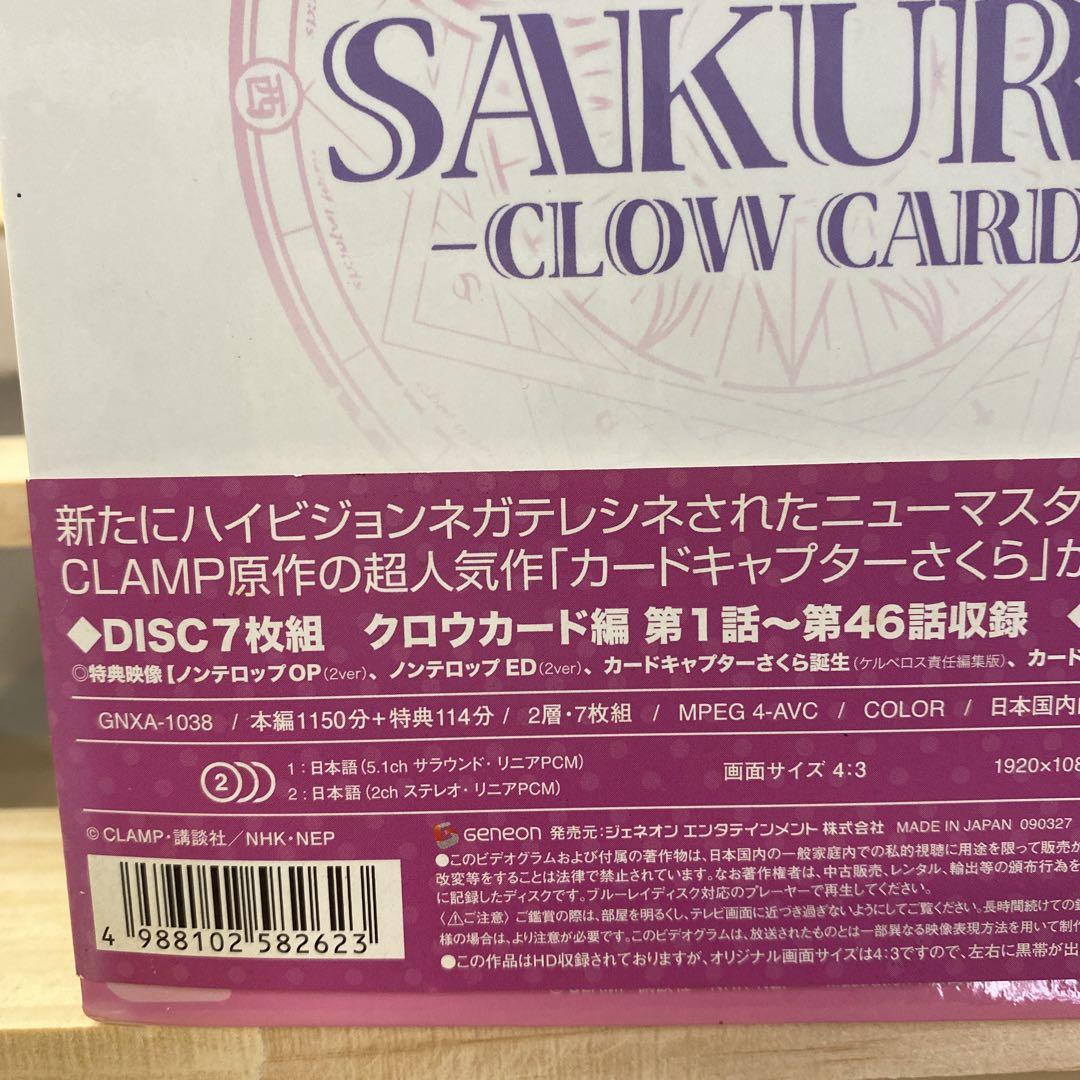 西
SAKUR
-CLOW CARD
新たにハイビジョンネガテレシネされたニューマスタ
CLAMP原作の超人気作「カードキャプターさくら」が
◆DISC7枚組 クロウカード編 第1話〜第46話収録 ◆
◎特典映像【ノンテロップOP(2ver)、ノンテロップED(2ver)、カードキャプターさくら誕生(ケルベロス責任編集版)、カード
GNXA-1038 / 本編1150分+特典114分 / 2層・7枚組 / MPEG 4-AVC / COLOR / 日本国内
2 1:日本語(5.1ch サラウンド・リニアPCM) 画面サイズ 4:3 1920×108
2:日本語(2ch ステレオ・リニアPCM)
©CLAMP・講談社/NHK・NEP
Geneon 発売元:ジェネオン エンタテインメント 株式会社 MADE IN JAPAN 090327
●このビデオグラムおよび付属の著作物は、日本国内の一般家庭内での私的視聴に用途を限って販売が
改変等をすることは法律で禁止されています。なお著作権者は、中古販売、レンタル、輸出等の頒布行為を
に記録したディスクです。ブルーレイディスク対応のプレーヤーで再生してください。
〈⚠ご注意〉ご鑑賞の際は、部屋を明るくし、テレビ画面に近づき過ぎないようにしてご覧ください。長時間続けての鑑
様の場合は、より注意が必要です。このビデオグラムは、放送されたものとは一部異なる映像表現方法を用いて制作
●この作品はHD収録されておりますが、オリジナル画面サイズは4:3ですので、左右に黒帯が出
4 988102 582623